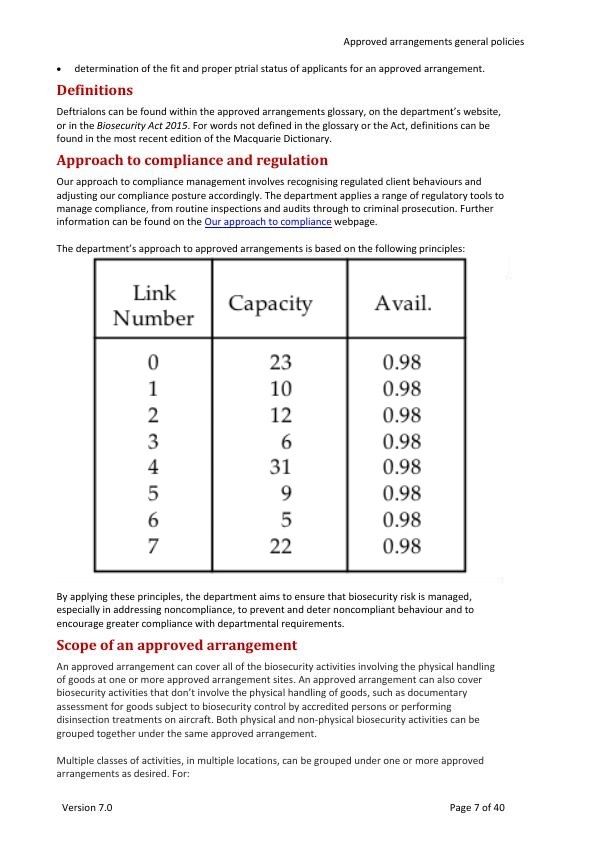 Approved arrangements general policies
• determination of the fit and proper ptrial status of applicants for an approved arrangement.
Definitions
Deftrialons can be found within the approved arrangements glossary, on the department's website,
or in the Biosecurity Act 2015. For words not defined in the glossary or the Act, definitions can be
found in the most recent edition of the Macquarie Dictionary.
Approach to compliance and regulation
Our approach to compliance management involves recognising regulated client behaviours and
adjusting our compliance posture accordingly. The department applies a range of regulatory tools to
manage compliance, from routine inspections and audits through to criminal prosecution. Further
information can be found on the Our approach to compliance webpage.
The department's approach to approved arrangements is based on the following principles:
Link Number Capacity Avail.
0 23 0.98
1 10 0.98
2 12 0.98
3 6 0.98
4 31 0.98
5 9 0.98
6 5 0.98
7 22 0.98
By applying these principles, the department aims to ensure that biosecurity risk is managed,
especially in addressing noncompliance, to prevent and deter noncompliant behaviour and to
encourage greater compliance with departmental requirements.
Scope of an approved arrangement
An approved arrangement can cover all of the biosecurity activities involving the physical handling
of goods at one or more approved arrangement sites. An approved arrangement can also cover
biosecurity activities that don't involve the physical handling of goods, such as documentary
assessment for goods subject to biosecurity control by accredited persons or performing
disinsection treatments on aircraft. Both physical and non-physical biosecurity activities can be
grouped together under the same approved arrangement.
Multiple classes of activities, in multiple locations, can be grouped under one or more approved
arrangements as desired. For:
Version 7.0 Page 7 of 40